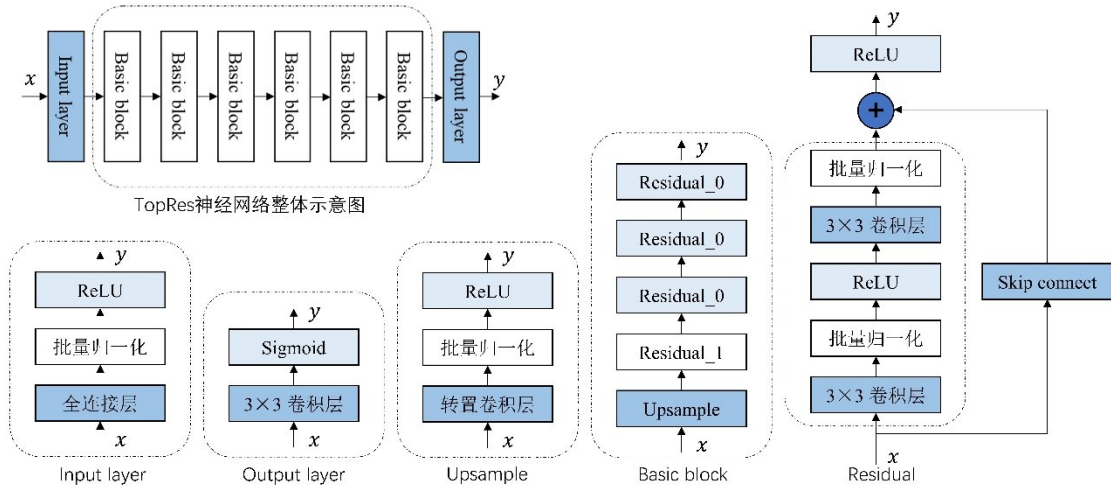 x
Input layer
Basic block
Basic block
Basic block
Basic block
Basic block
Basic block
Output layer
y
TopRes神经网络整体示意图
y
ReLU
批量归一化
全连接层
x
Input layer
y
Sigmoid
3×3 卷积层
x
Output layer
y
ReLU
批量归一化
转置卷积层
x
Upsample
y
Residual_0
Residual_0
Residual_0
Residual_1
Upsample
x
Basic block
y
ReLU
+
批量归一化
3×3 卷积层
ReLU
批量归一化
3×3 卷积层
Skip connect
x
Residual